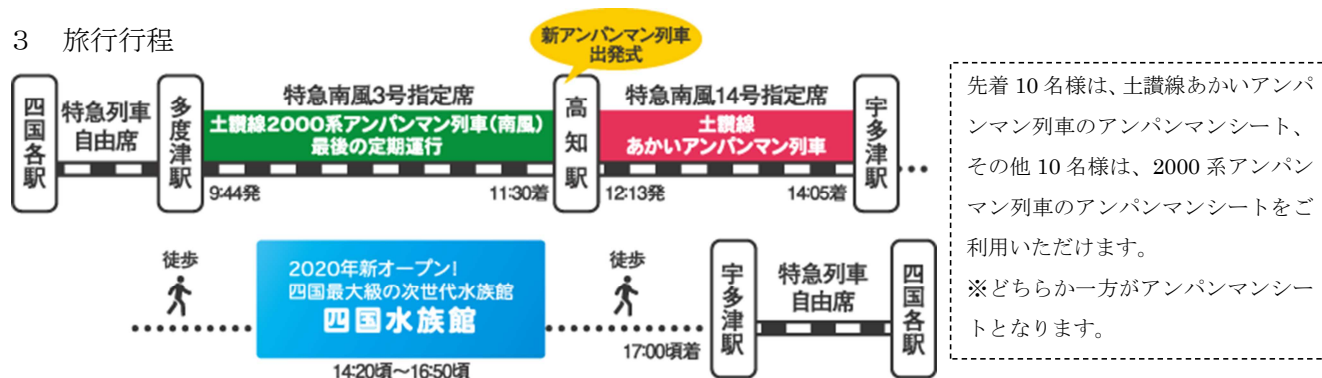 3 旅行行程
新アンパンマン列車
出発式
四国各駅
特急列車
自由席
多度津駅
特急南風3号指定席
土讃線2000系アンパンマン列車(南風)
最後の定期運行
9:44発
11:30着
高知駅
特急南風14号指定席
土讃線
あかいアンパンマン列車
12:13発
14:05着
宇多津駅
先着 10 名様は、土讃線あかいアンパ
ンマン列車のアンパンマンシート、
その他 10 名様は、2000 系アンパン
マン列車のアンパンマンシートをご
利用いただけます。
※どちらか一方がアンパンマンシー
トとなります。
徒歩
2020年新オープン!
四国最大級の次世代水族館
四国水族館
14:20頃~16:50頃
徒歩
17:00頃着
宇多津駅
特急列車
自由席
四国各駅